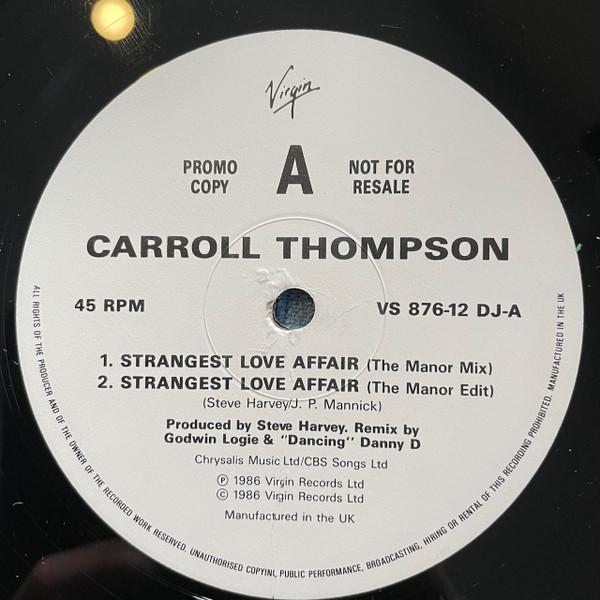 Virgin
PROMO COPY
A
NOT FOR RESALE
CARROLL THOMPSON
45 RPM
VS 876-12 DJ-A
1. STRANGEST LOVE AFFAIR (The Manor Mix)
2. STRANGEST LOVE AFFAIR (The Manor Edit)
(Steve Harvey/J. P. Mannick)
Produced by Steve Harvey. Remix by
Godwin Logie & "Dancing" Danny D
Chrysalis Music Ltd/CBS Songs Ltd
℗ 1986 Virgin Records Ltd
© 1986 Virgin Records Ltd
Manufactured in the UK
ALL RIGHTS OF THE PRODUCER AND OF THE OWNER OF THE RECORDED WORK RESERVED. UNAUTHORISED COPYING, PUBLIC PERFORMANCE, BROADCASTING, HIRING OR RENTAL OF THIS RECORDING PROHIBITED. MANUFACTURED IN THE UK